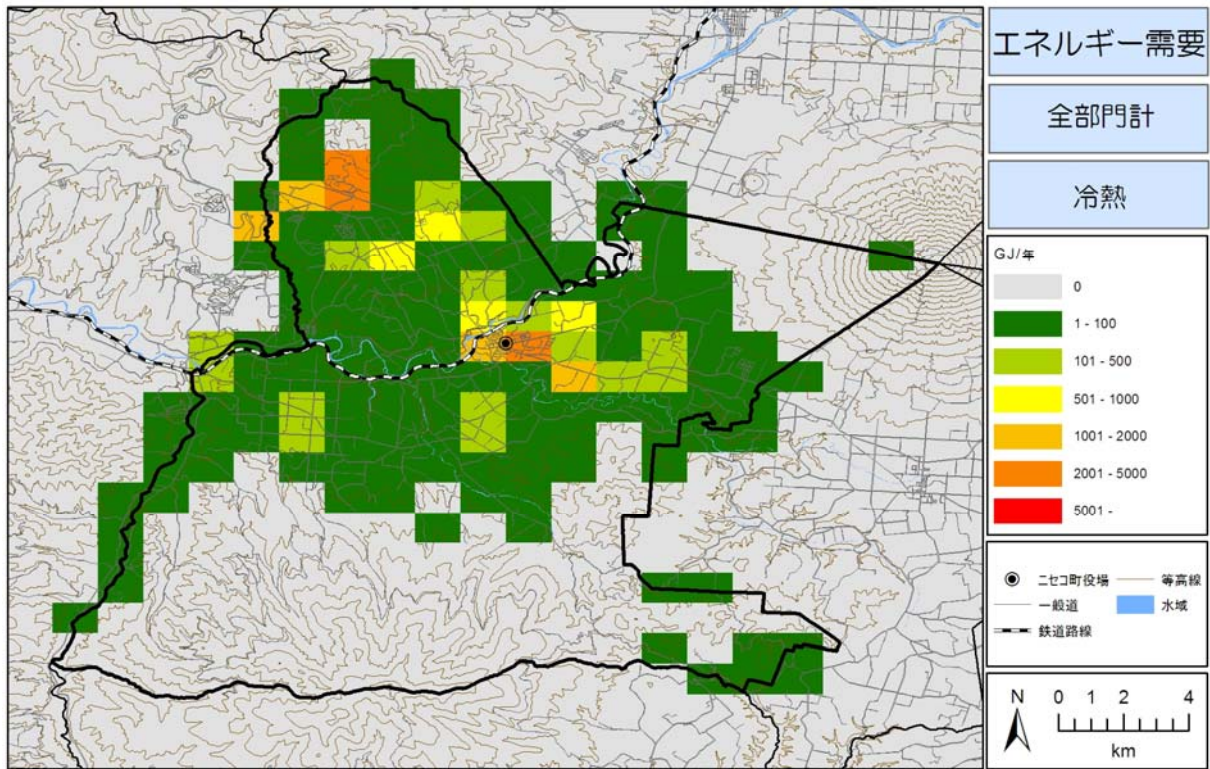 エネルギー需要
全部門計
冷熱
GJ/年
0
1 - 100
101 - 500
501 - 1000
1001 - 2000
2001 - 5000
5001 -
ニセコ町役場
等高線
一般道
水域
鉄道路線
N
0 1 2 4
km